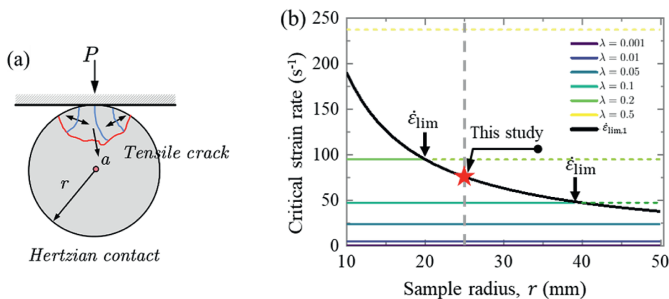 (a)
P
Tensile crack
a
r
Hertzian contact
(b)
Critical strain rate (s⁻¹)
250
200
150
100
50
0
10
20
30
40
50
Sample radius, r (mm)
ε̇lim
This study
ε̇lim
λ = 0.001
λ = 0.01
λ = 0.05
λ = 0.1
λ = 0.2
λ = 0.5
ε̇lim,1